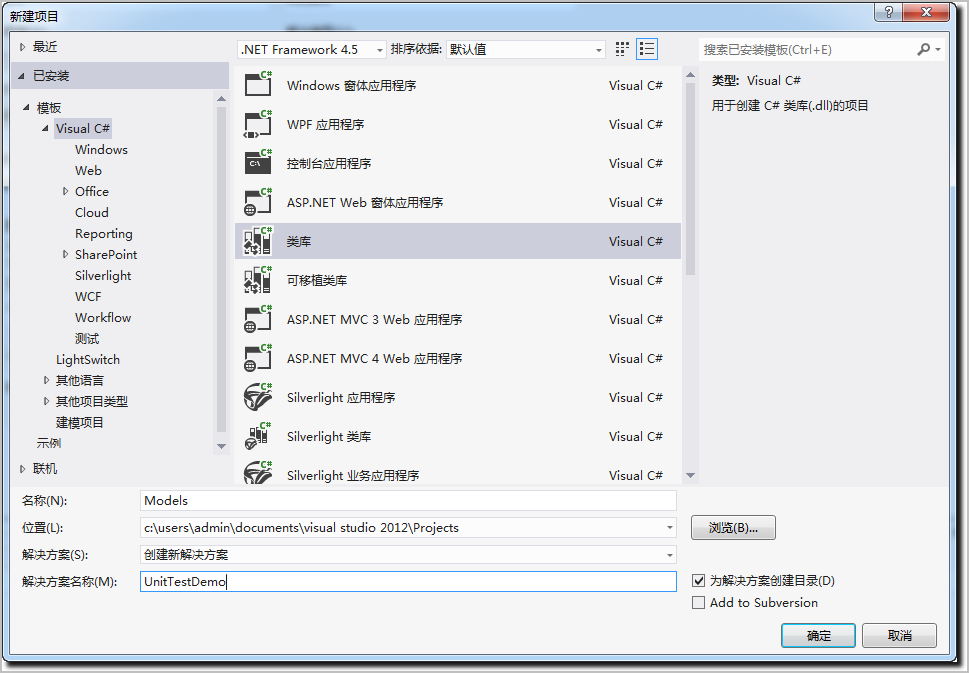 新建项目
最近
.NET Framework 4.5 排序依据: 默认值
搜索已安装模板(Ctrl+E)
已安装
模板
Visual C#
Windows
Web
Office
Cloud
Reporting
SharePoint
Silverlight
WCF
Workflow
测试
LightSwitch
其他语言
其他项目类型
建模项目
示例
联机
Windows 窗体应用程序 Visual C#
WPF 应用程序 Visual C#
控制台应用程序 Visual C#
ASP.NET Web 窗体应用程序 Visual C#
类库 Visual C#
可移植类库 Visual C#
ASP.NET MVC 3 Web 应用程序 Visual C#
ASP.NET MVC 4 Web 应用程序 Visual C#
Silverlight 应用程序 Visual C#
Silverlight 类库 Visual C#
Silverlight 业务应用程序 Visual C#
类型: Visual C#
用于创建 C# 类库(.dll)的项目
名称(N): Models
位置(L): c:\users\admin\documents\visual studio 2012\Projects
浏览(B)...
解决方案(S): 创建新解决方案
解决方案名称(M): UnitTestDemo
为解决方案创建目录(D)
Add to Subversion
确定 取消